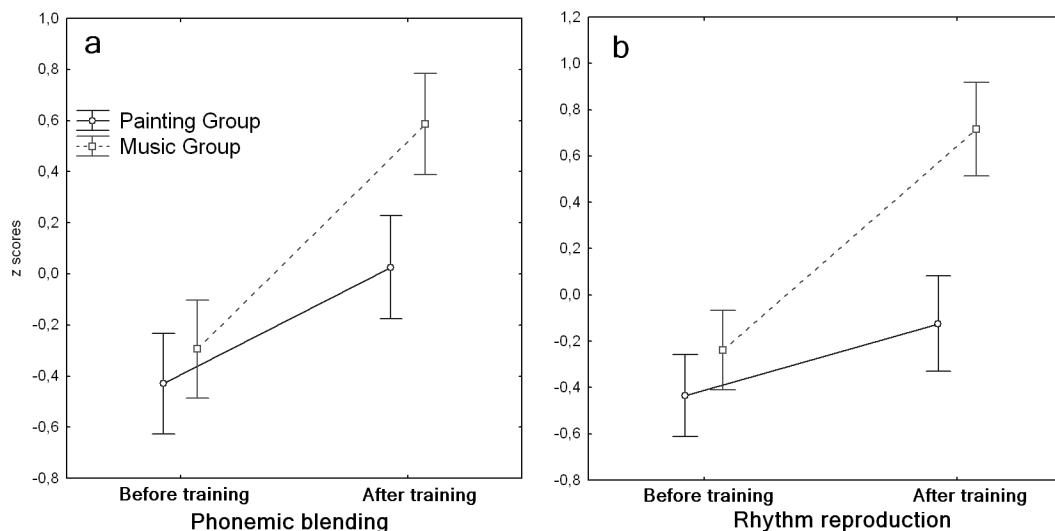 a
1,0
0,8
0,6
0,4
0,2
0,0
-0,2
-0,4
-0,6
-0,8
z scores
Painting Group
Music Group
Before training After training
Phonemic blending
b
1,2
1,0
0,8
0,6
0,4
0,2
0,0
-0,2
-0,4
-0,6
-0,8
Before training After training
Rhythm reproduction